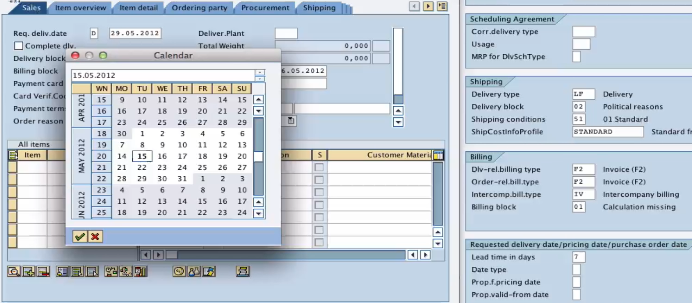 Sales Item overview Item detail Ordering party Procurement Shipping
Req. deliv.date D 29.05.2012 Deliver.Plant
Complete dlv. Total Weight 0,000
Delivery block 0,000
Billing block 6.05.2012
Payment card
Card Verif.Co
Payment term
Order reason
All items
Item on S Customer Materi
Calendar
15.05.2012
WN MO TU WE TH FR SA SU
APR 201
15 9 10 11 12 13 14 15
16 16 17 18 19 20 21 22
17 23 24 25 26 27 28 29
18 30 1 2 3 4 5 6
MAY 2012
19 7 8 9 10 11 12 13
20 14 15 16 17 18 19 20
21 21 22 23 24 25 26 27
22 28 29 30 31 1 2 3
JN 2012
23 4 5 6 7 8 9 10
24 11 12 13 14 15 16 17
25 18 19 20 21 22 23 24
Scheduling Agreement
Corr.delivery type
Usage
MRP for DlvSchType
Shipping
Delivery type LF Delivery
Delivery block 02 Political reasons
Shipping conditions 51 01 Standard
ShipCostInfoProfile STANDARD Standard fr
Billing
Dlv-rel.billing type F2 Invoice (F2)
Order-rel.bill.type F2 Invoice (F2)
Intercomp.bill.type IV Intercompany billing
Billing block 01 Calculation missing
Requested delivery date/pricing date/purchase order date
Lead time in days 7
Date type
Prop.f.pricing date
Prop.valid-from date